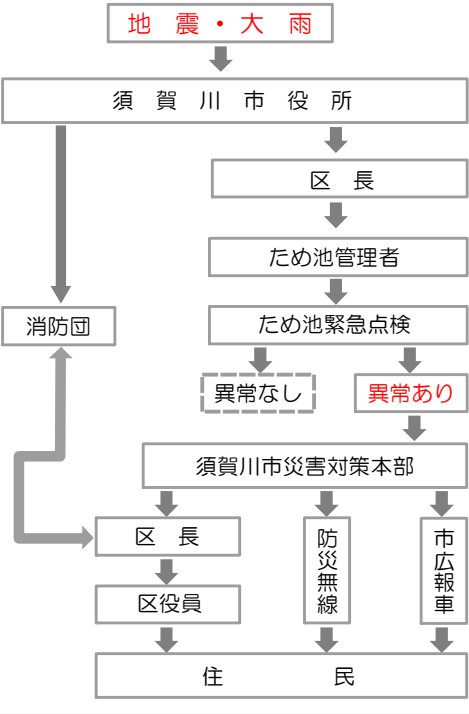 地震・大雨
須賀川市役所
区長
ため池管理者
消防団
ため池緊急点検
異常なし
異常あり
須賀川市災害対策本部
区長
防災無線
市広報車
区役員
住民